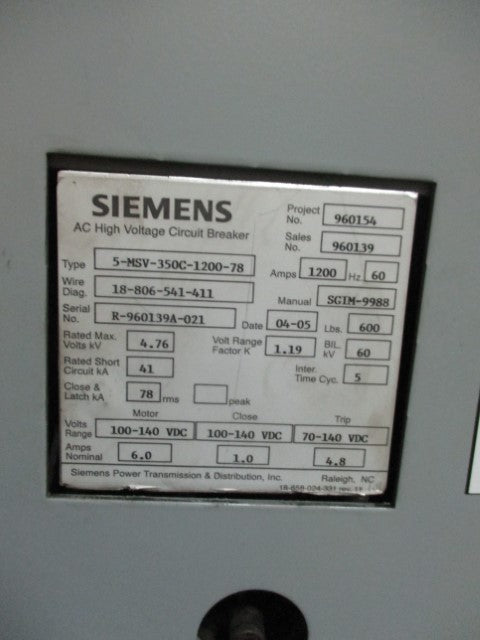 SIEMENS
AC High Voltage Circuit Breaker
Project No. 960154
Sales No. 960139
Type 5-MSV-350C-1200-78
Amps 1200 Hz 60
Wire Diag. 18-806-541-411
Manual SGIM-9988
Serial No. R-960139A-021 Date 04-05 Lbs. 600
Rated Max. Volts kV 4.76 Volt Range Factor K 1.19 BIL. kV 60
Rated Short Circuit kA 41 Inter. Time Cyc. 5
Close & Latch kA 78 rms peak
Motor Close Trip
Volts Range 100-140 VDC 100-140 VDC 70-140 VDC
Amps Nominal 6.0 1.0 4.8
Siemens Power Transmission & Distribution, Inc. Raleigh, NC